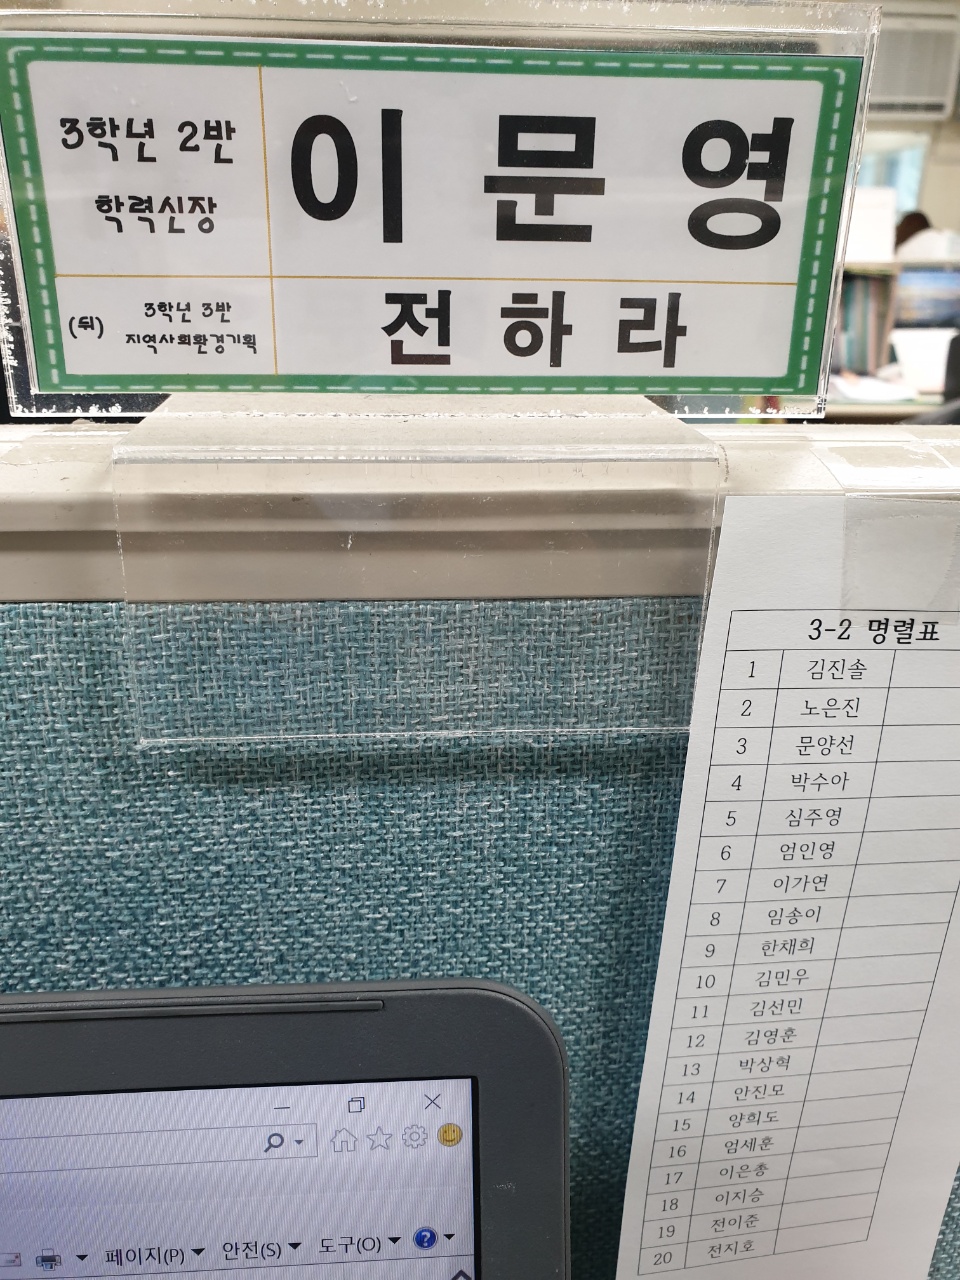 3학년 2반
학력신장
이문영
(뒤)
3학년 3반
지역사회환경기획
전하라
3-2 명렬표
1 김진솔
2 노은진
3 문양선
4 박수아
5 심주영
6 엄인영
7 이가연
8 임송이
9 한채희
10 김민우
11 김선민
12 김영훈
13 박상혁
14 안진모
15 양희도
16 엄세훈
17 이은총
18 이지승
19 전이준
20 전지호
페이지(P) 안전(S) 도구(O)